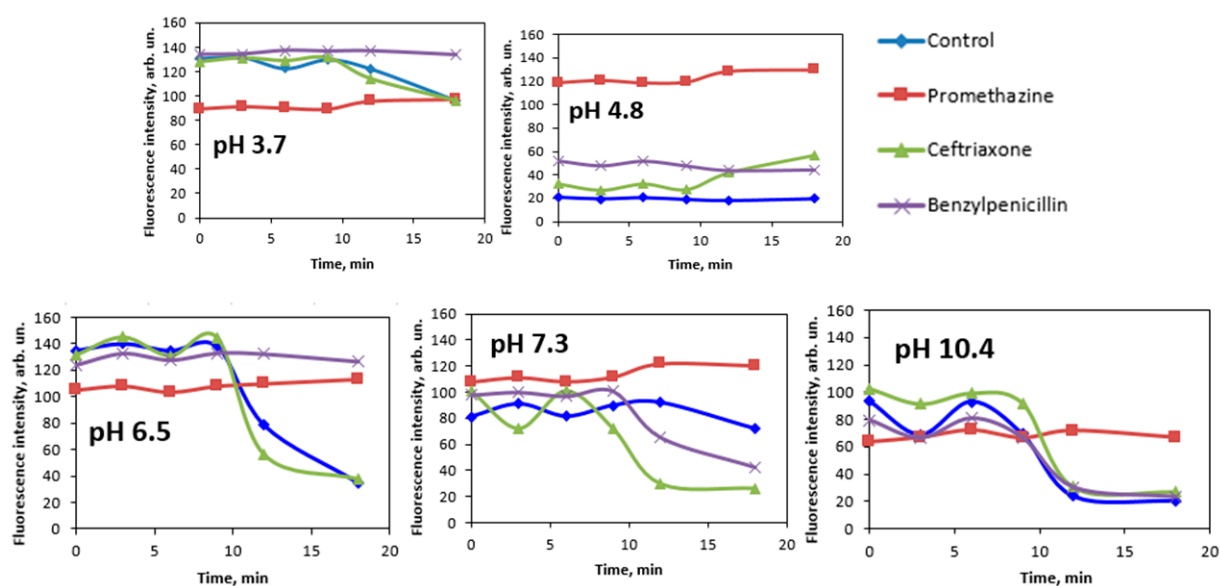 Fluorescence intensity, arb. un.
160
140
120
100
80
60
40
20
0
pH 3.7
0 5 10 15 20
Time, min
Fluorescence intensity, arb. un.
160
140
120
100
80
60
40
20
0
pH 4.8
0 5 10 15 20
Time, min
Control
Promethazine
Ceftriaxone
Benzylpenicillin
Fluorescence intensity, arb. un.
160
140
120
100
80
60
40
20
0
pH 6.5
0 5 10 15 20
Time, min
Fluorescence intensity, arb. un.
160
140
120
100
80
60
40
20
0
pH 7.3
0 5 10 15 20
Time, min
Fluorescence intensity, arb. un.
160
140
120
100
80
60
40
20
0
pH 10.4
0 5 10 15 20
Time, min